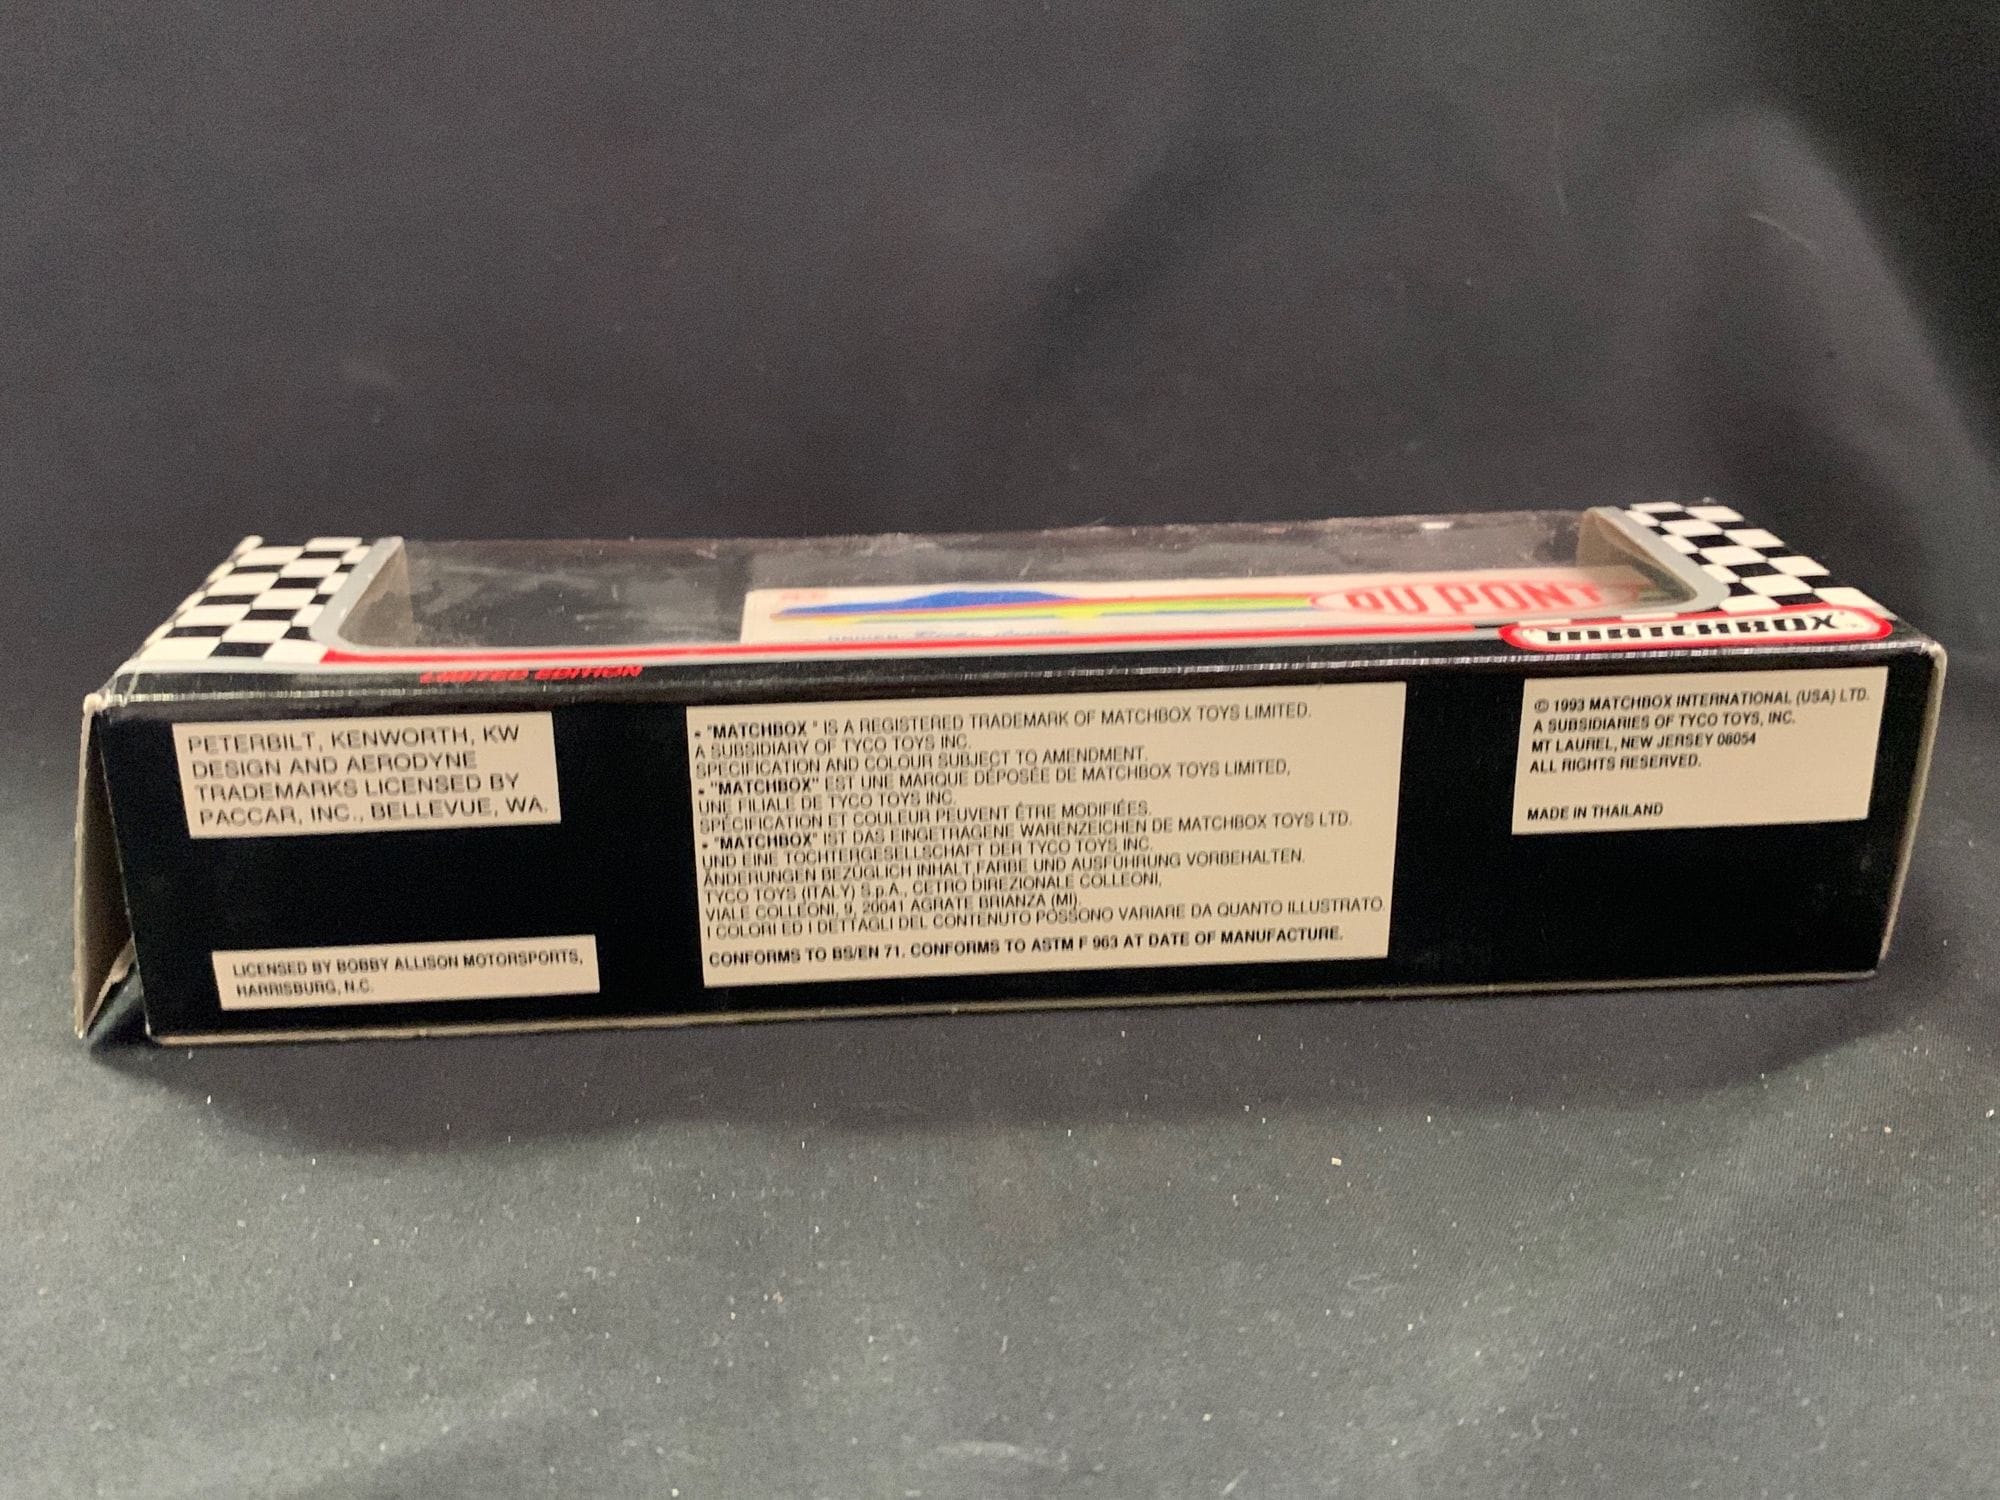 DU PONT
MATCHBOX
LIMITED EDITION
PETERBILT, KENWORTH, KW
DESIGN AND AERODYNE
TRADEMARKS LICENSED BY
PACCAR, INC., BELLEVUE, WA.
LICENSED BY BOBBY ALLISON MOTORSPORTS,
HARRISBURG, N.C.
• "MATCHBOX" IS A REGISTERED TRADEMARK OF MATCHBOX TOYS LIMITED.
A SUBSIDIARY OF TYCO TOYS INC.
SPECIFICATION AND COLOUR SUBJECT TO AMENDMENT.
• "MATCHBOX" EST UNE MARQUE DÉPOSÉE DE MATCHBOX TOYS LIMITED,
UNE FILIALE DE TYCO TOYS INC.
SPÉCIFICATION ET COULEUR PEUVENT ÊTRE MODIFIÉES.
• "MATCHBOX" IST DAS EINGETRAGENE WARENZEICHEN DE MATCHBOX TOYS LTD.
UND EINE TOCHTERGESELLSCHAFT DER TYCO TOYS INC.
ÄNDERUNGEN BEZÜGLICH INHALT, FARBE UND AUSFÜHRUNG VORBEHALTEN.
TYCO TOYS (ITALY) S.p.A., CETRO DIREZIONALE COLLEONI,
VIALE COLLEONI, 9, 20041 AGRATE BRIANZA (MI).
I COLORI ED I DETTAGLI DEL CONTENUTO POSSONO VARIARE DA QUANTO ILLUSTRATO.
CONFORMS TO BS/EN 71. CONFORMS TO ASTM F 963 AT DATE OF MANUFACTURE.
© 1993 MATCHBOX INTERNATIONAL (USA) LTD.
A SUBSIDIARIES OF TYCO TOYS, INC.
MT LAUREL, NEW JERSEY 08054
ALL RIGHTS RESERVED.
MADE IN THAILAND